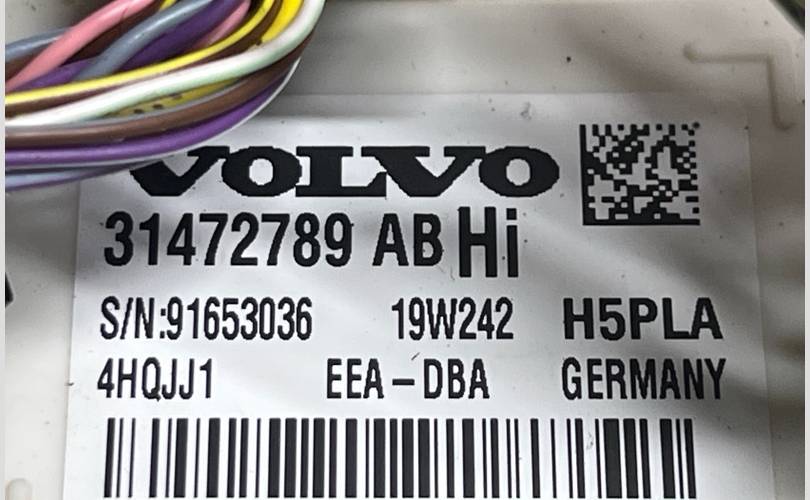 VOLVO
31472789 AB Hi
S/N:91653036 19W242 H5PLA
4HQJJ1 EEA-DBA GERMANY